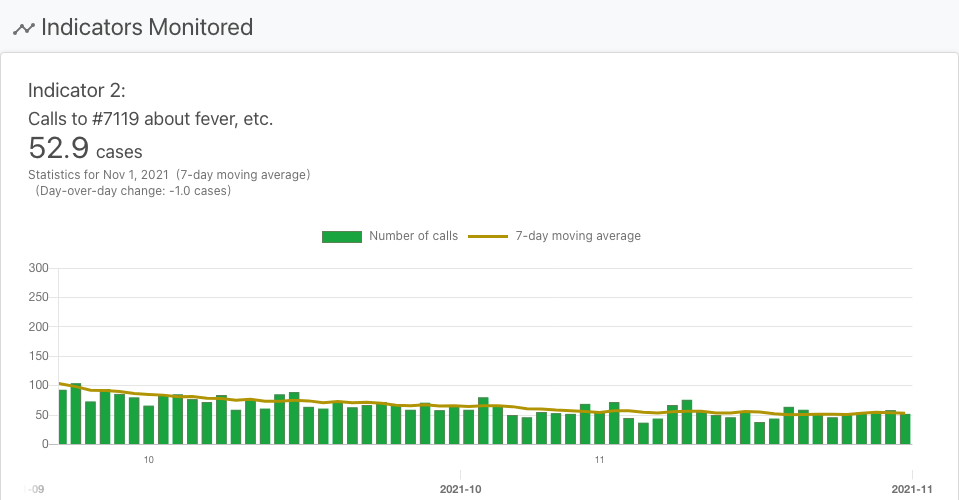 Indicators Monitored
Indicator 2:
Calls to #7119 about fever, etc.
52.9 cases
Statistics for Nov 1, 2021 (7-day moving average)
(Day-over-day change: -1.0 cases)
Number of calls 7-day moving average
300
250
200
150
100
50
0
10 11
-09 2021-10 2021-11